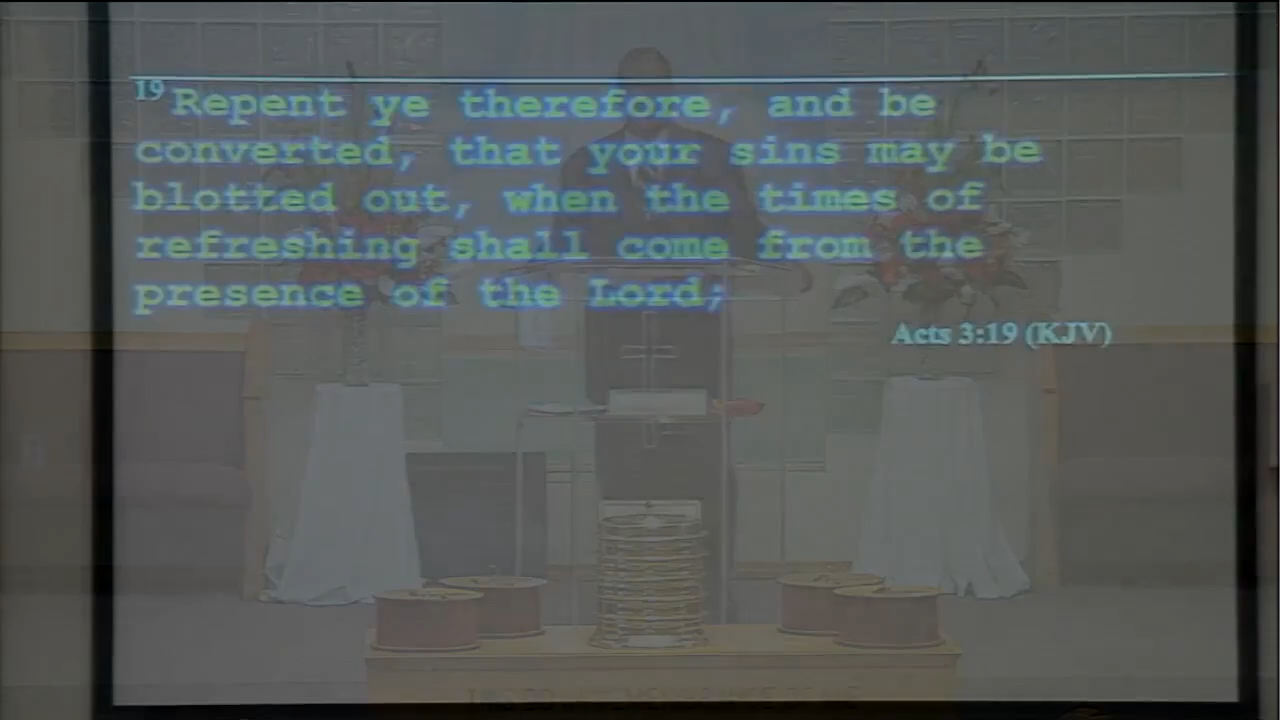 19 Repent ye therefore, and be
converted, that your sins may be
blotted out, when the times of
refreshing shall come from the
presence of the Lord;
Acts 3:19 (KJV)